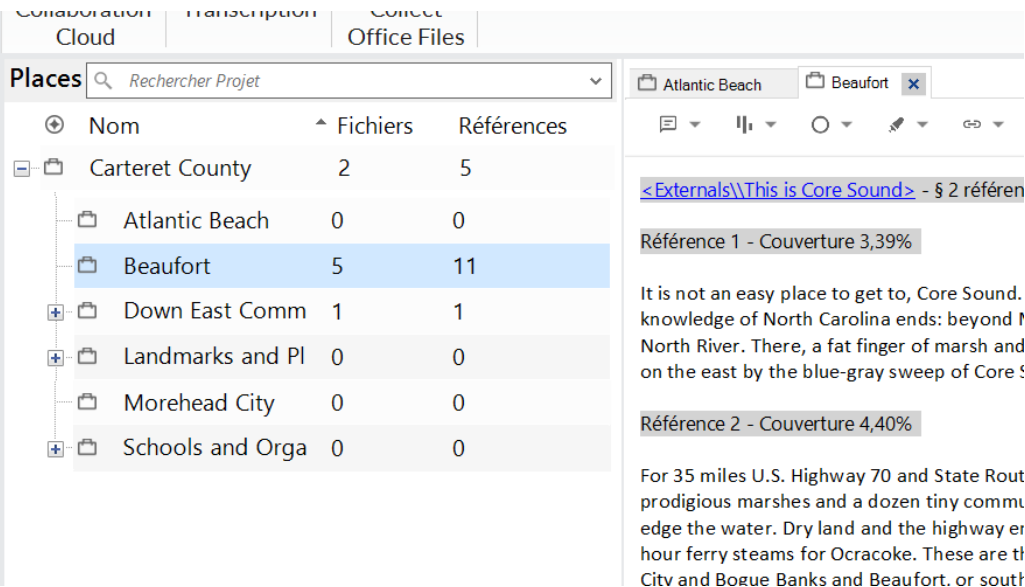 Collaboration
Cloud
Transcription
Collect
Office Files
Places
Rechercher Projet
Nom Fichiers Références
Carteret County 2 5
Atlantic Beach 0 0
Beaufort 5 11
Down East Comm 1 1
Landmarks and Pl 0 0
Morehead City 0 0
Schools and Orga 0 0
Atlantic Beach Beaufort
<Externals\\This is Core Sound> - § 2 référen
Référence 1 - Couverture 3,39%
It is not an easy place to get to, Core Sound.
knowledge of North Carolina ends: beyond
North River. There, a fat finger of marsh and
on the east by the blue-gray sweep of Core
Référence 2 - Couverture 4,40%
For 35 miles U.S. Highway 70 and State Rout
prodigious marshes and a dozen tiny commu
edge the water. Dry land and the highway
hour ferry steams for Ocracoke. These are
City and Bogue Banks and Beaufort, or south